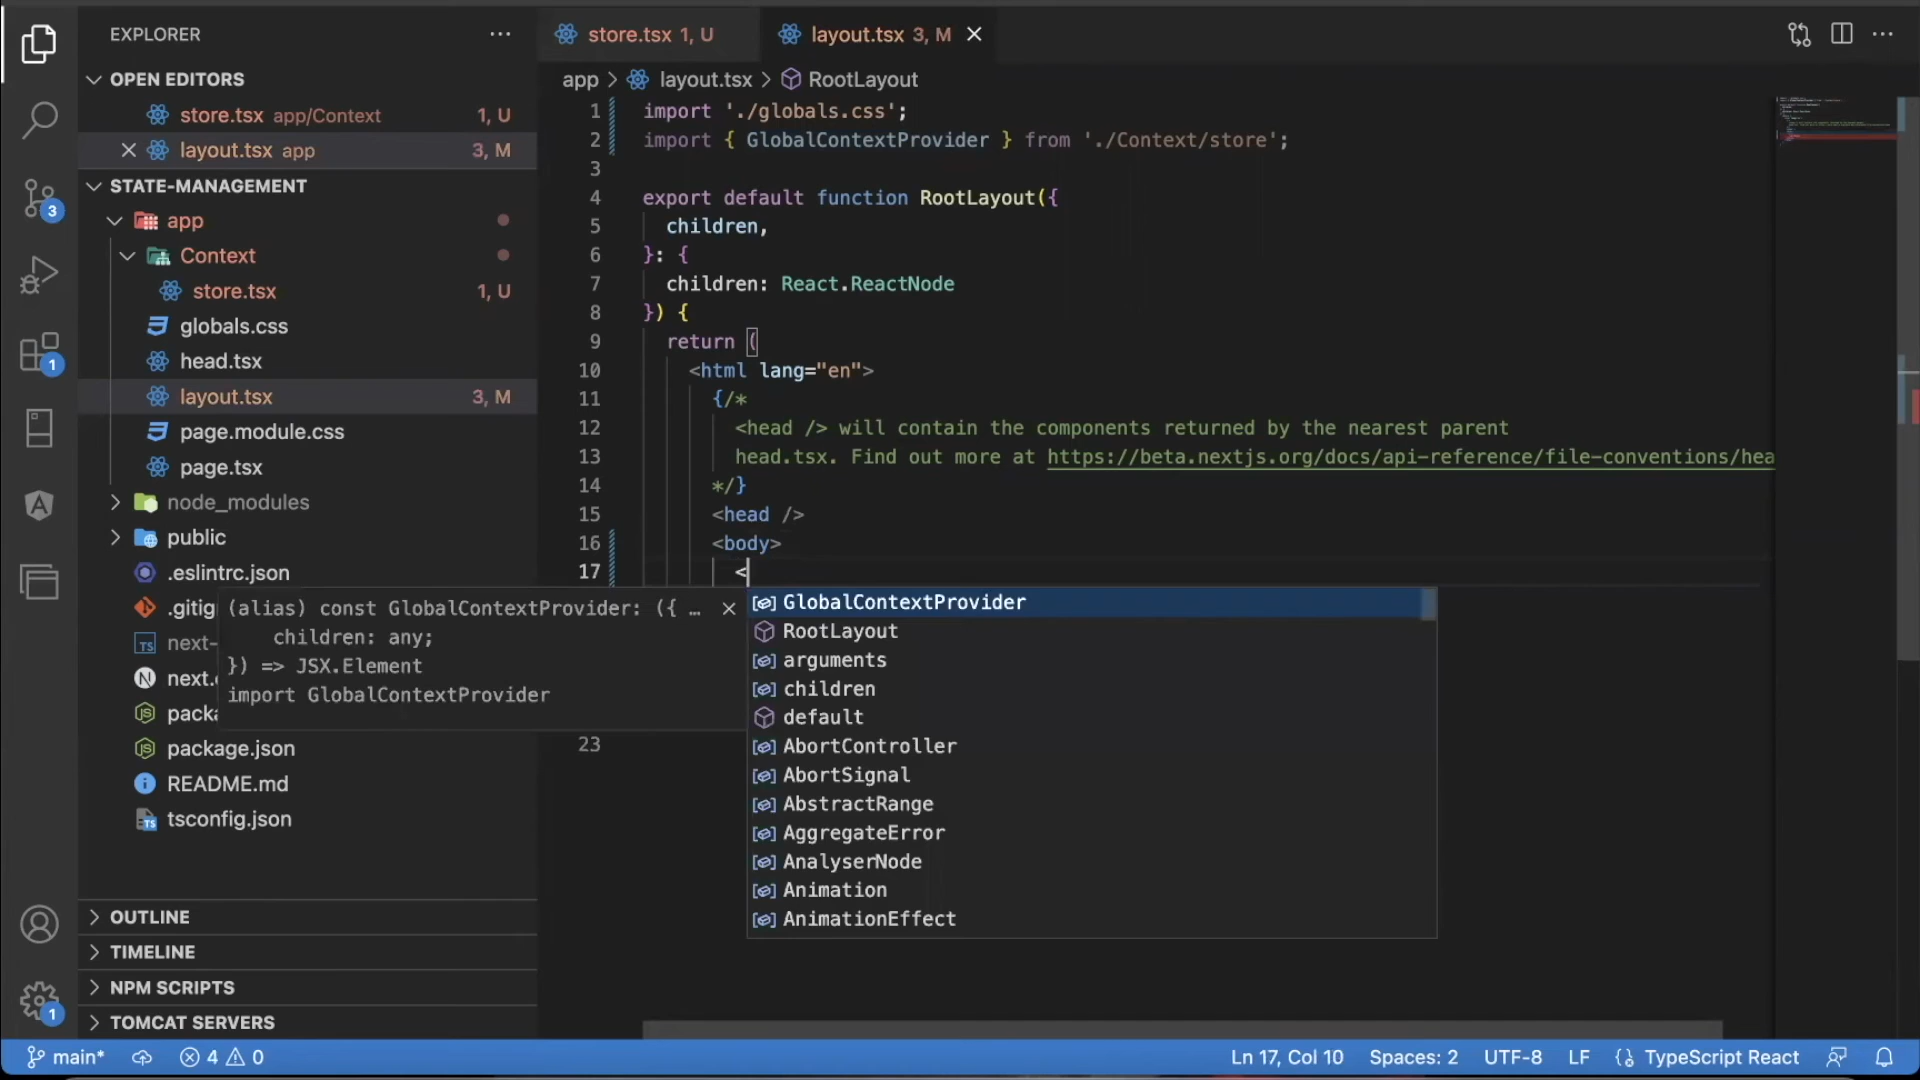 EXPLORER
OPEN EDITORS
store.tsx app/Context 1, U
layout.tsx app 3, M
STATE-MANAGEMENT
app
Context
store.tsx 1, U
globals.css
head.tsx
layout.tsx 3, M
page.module.css
page.tsx
node_modules
public
.eslintrc.json
.gitig
next-
next.
packa
package.json
README.md
tsconfig.json
OUTLINE
TIMELINE
NPM SCRIPTS
TOMCAT SERVERS
3
1
1
store.tsx 1, U
layout.tsx 3, M
app > layout.tsx > RootLayout
1 import './globals.css';
2 import { GlobalContextProvider } from './Context/store';
3
4 export default function RootLayout({
5 children,
6 }: {
7 children: React.ReactNode
8 }) {
9 return (
10 <html lang="en">
11 {/*
12 <head /> will contain the components returned by the nearest parent
13 head.tsx. Find out more at https://beta.nextjs.org/docs/api-reference/file-conventions/hea
14 */}
15 <head />
16 <body>
17 <
23
(alias) const GlobalContextProvider: ({ …
children: any;
}) => JSX.Element
import GlobalContextProvider
GlobalContextProvider
RootLayout
arguments
children
default
AbortController
AbortSignal
AbstractRange
AggregateError
AnalyserNode
Animation
AnimationEffect
main* 4 0 Ln 17, Col 10 Spaces: 2 UTF-8 LF {} TypeScript React